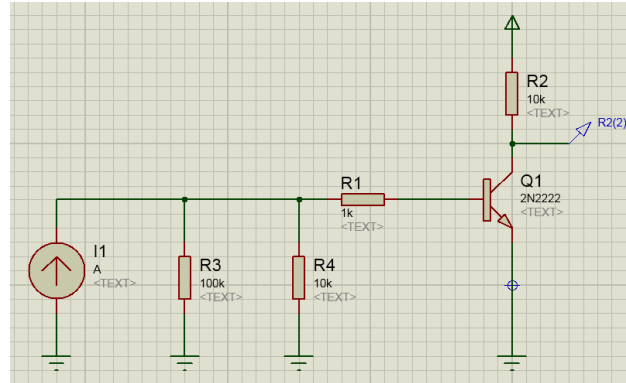 R2
10k
<TEXT>
R2(2)
R1
1k
<TEXT>
Q1
2N2222
<TEXT>
I1
A
<TEXT>
R3
100k
<TEXT>
R4
10k
<TEXT>